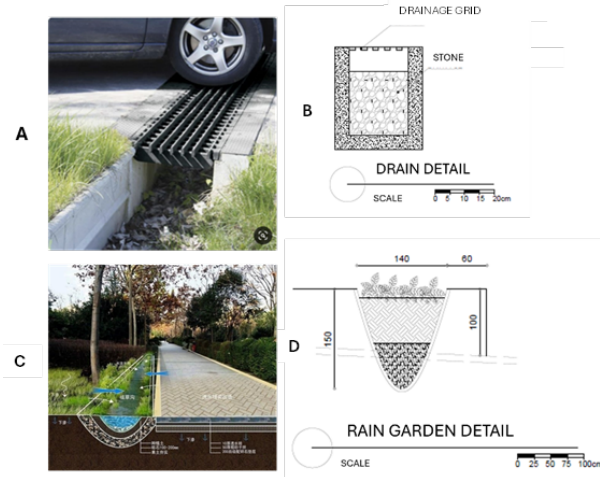 A
DRAINAGE GRID
STONE
B
DRAIN DETAIL
SCALE
0 5 10 15 20cm
C
140
60
D
150
100
RAIN GARDEN DETAIL
SCALE
0 25 50 75 100cm